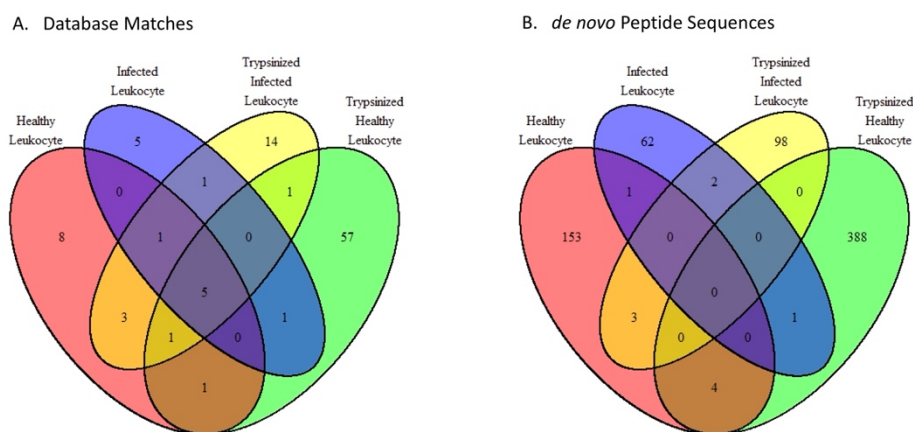 A. Database Matches
Healthy
Leukocyte
Infected
Leukocyte
Trypsinized
Infected
Leukocyte
Trypsinized
Healthy
Leukocyte
5
14
0
1
1
8
1
0
57
5
3
1
0
1
1
B. de novo Peptide Sequences
Healthy
Leukocyte
Infected
Leukocyte
Trypsinized
Infected
Leukocyte
Trypsinized
Healthy
Leukocyte
62
98
1
2
0
153
0
0
388
0
3
0
0
1
4